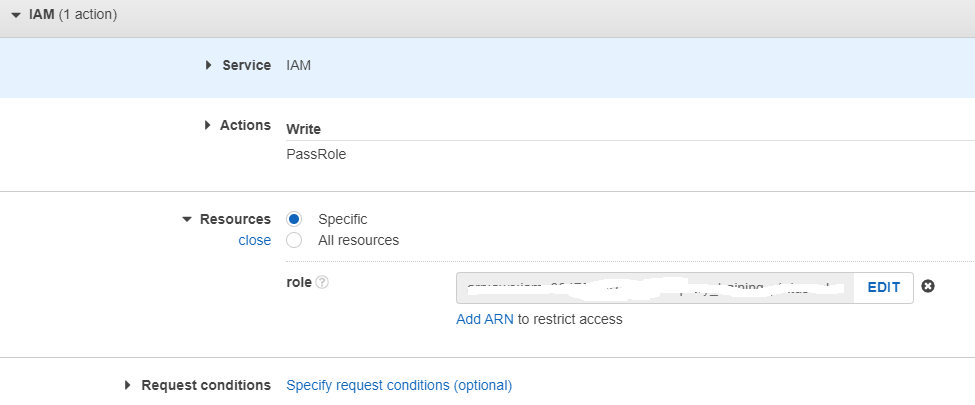 IAM (1 action)
Service IAM
Actions Write
PassRole
Resources Specific
close All resources
role ? EDIT
Add ARN to restrict access
Request conditions Specify request conditions (optional)